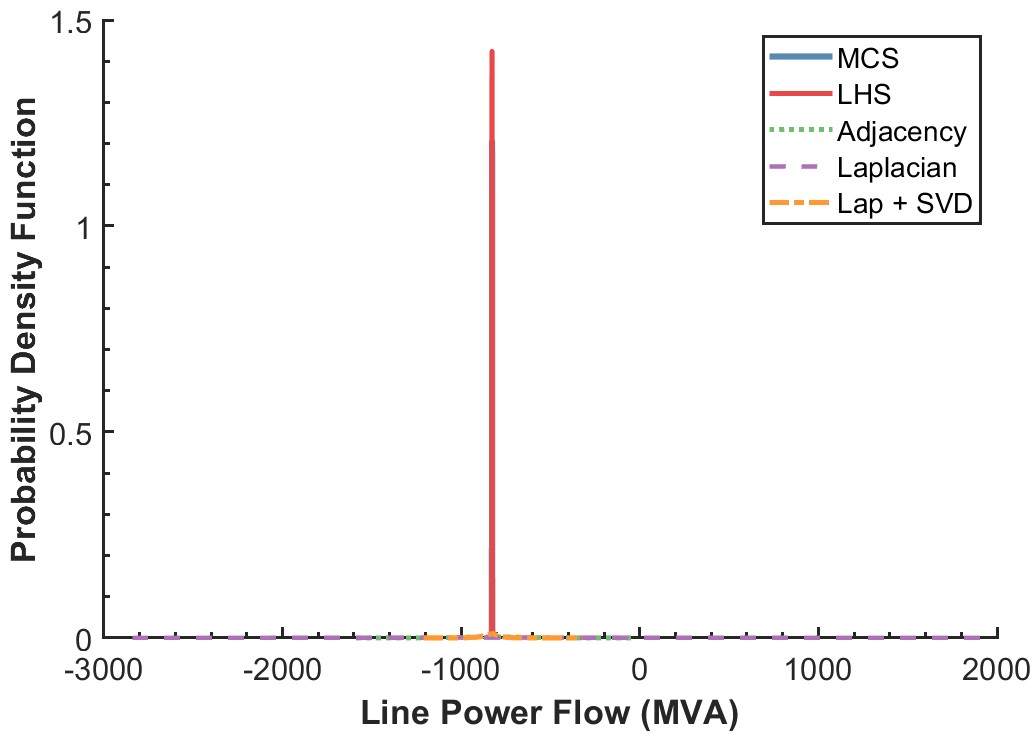 1.5
1
0.5
0
-3000
-2000
-1000
0
1000
2000
Probability Density Function
Line Power Flow (MVA)
MCS
LHS
Adjacency
Laplacian
Lap + SVD